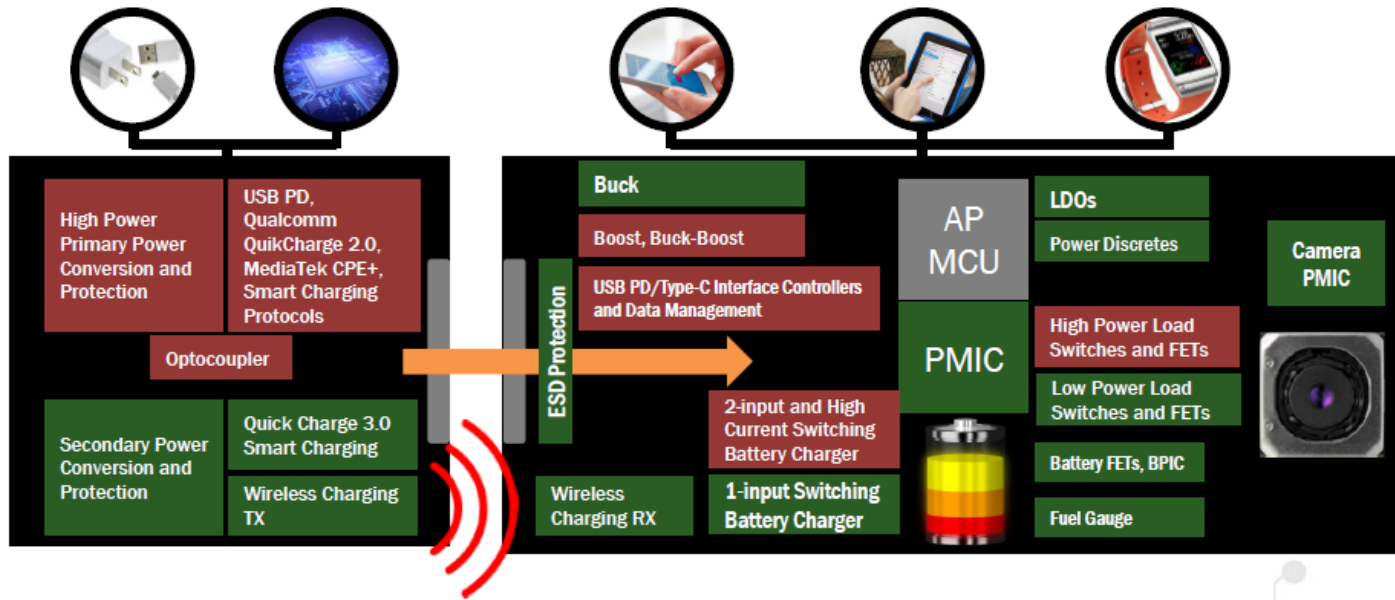 High Power
Primary Power
Conversion and
Protection
USB PD,
Qualcomm
QuikCharge 2.0,
MediaTek CPE+,
Smart Charging
Protocols
Optocoupler
Secondary Power
Conversion and
Protection
Quick Charge 3.0
Smart Charging
Wireless Charging
TX
ESD Protection
Buck
Boost, Buck-Boost
USB PD/Type-C Interface Controllers
and Data Management
2-input and High
Current Switching
Battery Charger
Wireless
Charging RX
1-input Switching
Battery Charger
AP
MCU
PMIC
LDOs
Power Discretes
High Power Load
Switches and FETs
Low Power Load
Switches and FETs
Battery FETs, BPIC
Fuel Gauge
Camera
PMIC